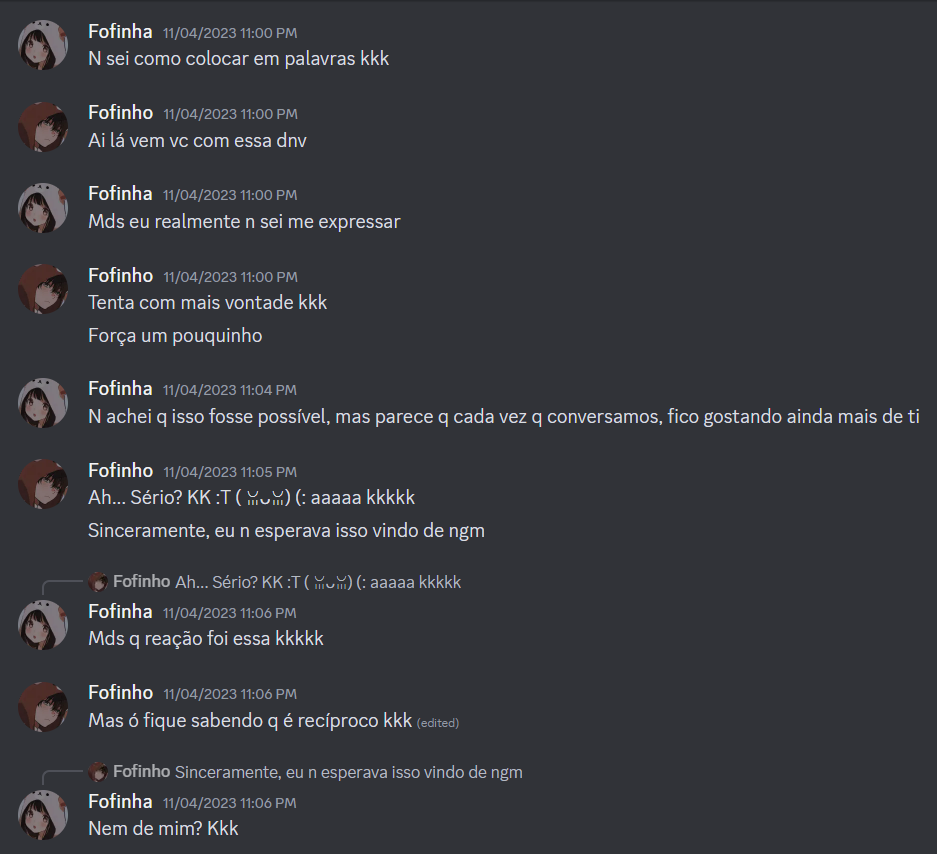 Fofinha 11/04/2023 11:00 PM
N sei como colocar em palavras kkk
Fofinho 11/04/2023 11:00 PM
Ai lá vem vc com essa dnv
Fofinha 11/04/2023 11:00 PM
Mds eu realmente n sei me expressar
Fofinho 11/04/2023 11:00 PM
Tenta com mais vontade kkk
Força um pouquinho
Fofinha 11/04/2023 11:04 PM
N achei q isso fosse possível, mas parece q cada vez q conversamos, fico gostando ainda mais de ti
Fofinho 11/04/2023 11:05 PM
Ah... Sério? KK :T ( ) (: aaaaa kkkkk
Sinceramente, eu n esperava isso vindo de ngm
Fofinho Ah... Sério? KK :T ( ) (: aaaaa kkkkk
Fofinha 11/04/2023 11:06 PM
Mds q reação foi essa kkkkk
Fofinho 11/04/2023 11:06 PM
Mas ó fique sabendo q é recíproco kkk (edited)
Fofinho Sinceramente, eu n esperava isso vindo de ngm
Fofinha 11/04/2023 11:06 PM
Nem de mim? Kkk